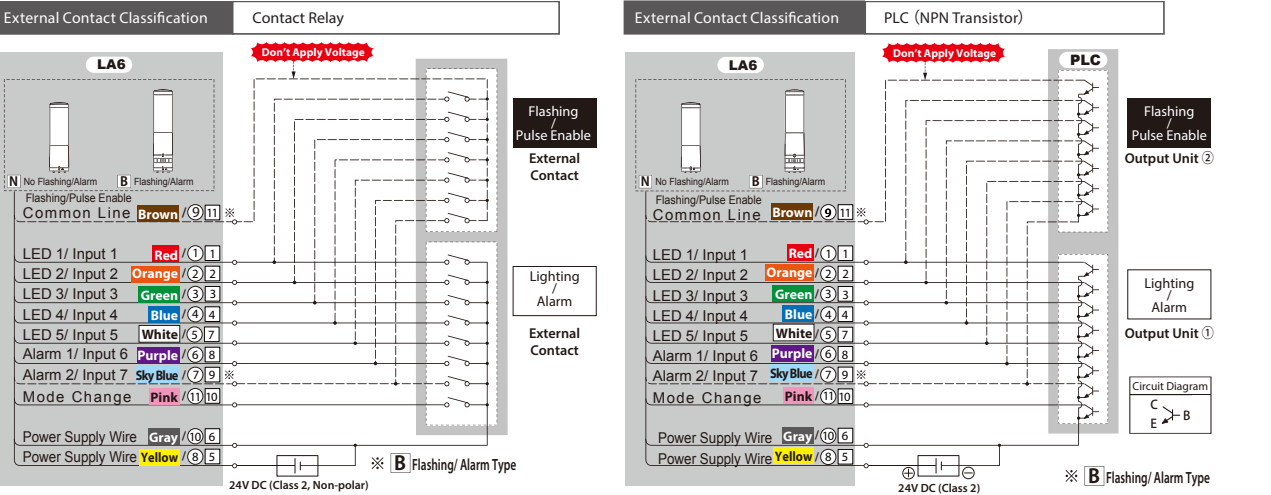 External Contact Classification Contact Relay
Don't Apply Voltage
LA6
N No Flashing/Alarm B Flashing/Alarm
Flashing/Pulse Enable
Common Line Brown /⑨ 11 ※
LED 1/ Input 1 Red /① 1
LED 2/ Input 2 Orange /② 2
LED 3/ Input 3 Green /③ 3
LED 4/ Input 4 Blue /④ 4
LED 5/ Input 5 White /⑤ 7
Alarm 1/ Input 6 Purple /⑥ 8
Alarm 2/ Input 7 Sky Blue /⑦ 9 ※
Mode Change Pink /⑪ 10
Power Supply Wire Gray /⑩ 6
Power Supply Wire Yellow /⑧ 5
24V DC (Class 2, Non-polar)
※ B Flashing/ Alarm Type
Flashing
/
Pulse Enable
External
Contact
Lighting
/
Alarm
External
Contact
External Contact Classification PLC (NPN Transistor)
Don't Apply Voltage
LA6
PLC
N No Flashing/Alarm B Flashing/Alarm
Flashing/Pulse Enable
Common Line Brown /⑨ 11 ※
LED 1/ Input 1 Red /① 1
LED 2/ Input 2 Orange /② 2
LED 3/ Input 3 Green /③ 3
LED 4/ Input 4 Blue /④ 4
LED 5/ Input 5 White /⑤ 7
Alarm 1/ Input 6 Purple /⑥ 8
Alarm 2/ Input 7 Sky Blue /⑦ 9 ※
Mode Change Pink /⑪ 10
Power Supply Wire Gray /⑩ 6
Power Supply Wire Yellow /⑧ 5
⊕ ⊖
24V DC (Class 2)
※ B Flashing/ Alarm Type
Flashing
/
Pulse Enable
Output Unit ②
Lighting
/
Alarm
Output Unit ①
Circuit Diagram
C
B
E